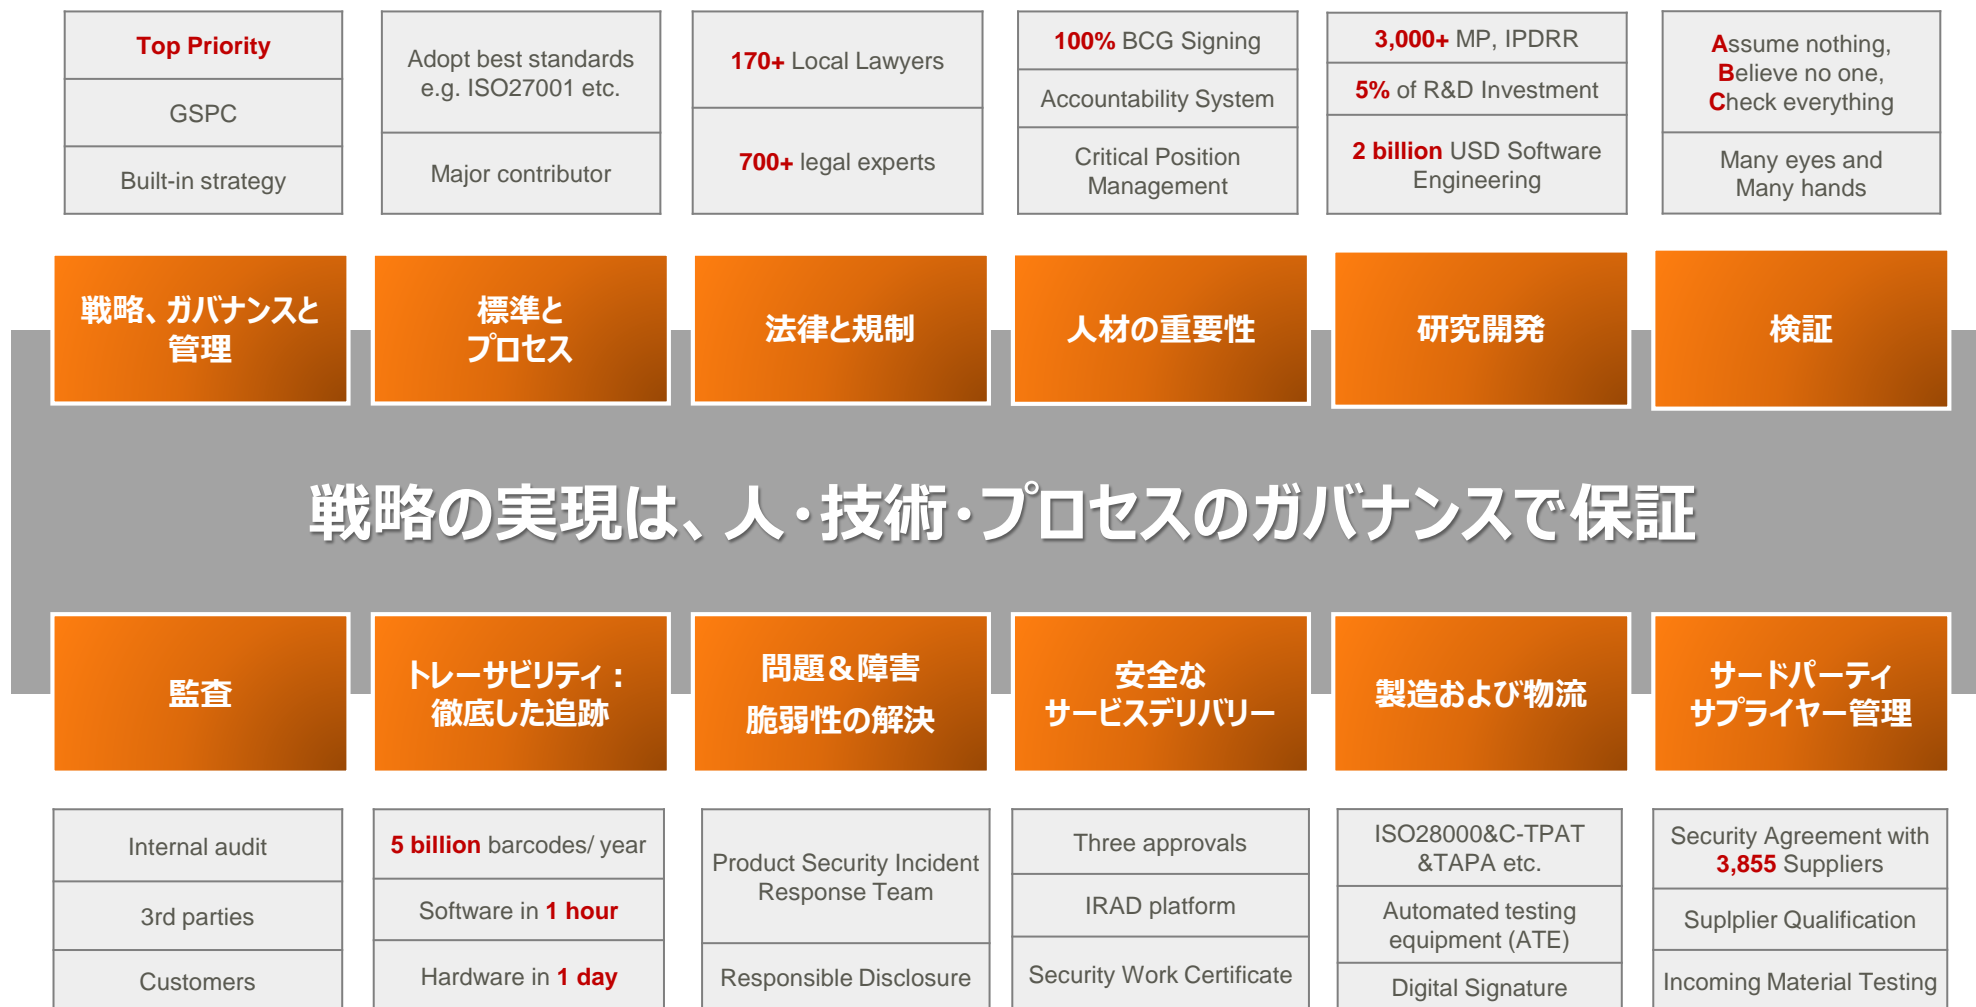 Top Priority
GSPC
Built-in strategy
Adopt best standards
e.g. ISO27001 etc.
Major contributor
170+ Local Lawyers
700+ legal experts
100% BCG Signing
Accountability System
Critical Position
Management
3,000+ MP, IPDRR
5% of R&D Investment
2 billion USD Software
Engineering
Assume nothing,
Believe no one,
Check everything
Many eyes and
Many hands
戦略、ガバナンスと
管理
標準と
プロセス
法律と規制
人材の重要性
研究開発
検証
戦略の実現は、人・技術・プロセスのガバナンスで保証
監査
トレーサビリティ：
徹底した追跡
問題＆障害
脆弱性の解決
安全な
サービスデリバリー
製造および物流
サードパーティ
サプライヤー管理
Internal audit
3rd parties
Customers
5 billion barcodes/ year
Software in 1 hour
Hardware in 1 day
Product Security Incident
Response Team
Responsible Disclosure
Three approvals
IRAD platform
Security Work Certificate
ISO28000&C-TPAT
&TAPA etc.
Automated testing
equipment (ATE)
Digital Signature
Security Agreement with
3,855 Suppliers
Suplplier Qualification
Incoming Material Testing